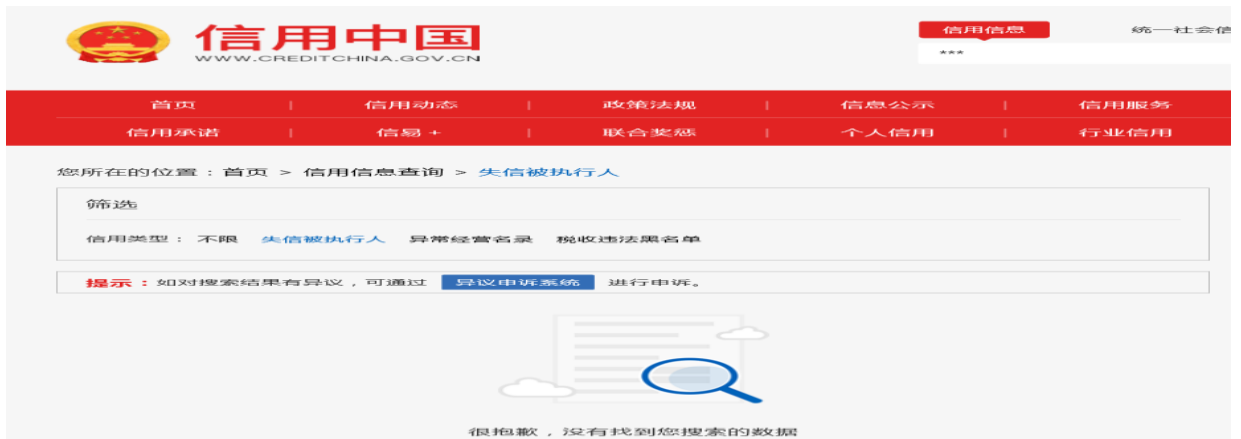 信用中国
WWW.CREDITCHINA.GOV.CN
信用信息 统一社会信
***
首页 | 信用动态 | 政策法规 | 信息公示 | 信用服务
信用承诺 | 信易+ | 联合奖惩 | 个人信用 | 行业信用
您所在的位置：首页 > 信用信息查询 > 失信被执行人
筛选
信用类型： 不限 失信被执行人 异常经营名录 税收违法黑名单
提示：如对搜索结果有异议，可通过 异议申诉系统 进行申诉。
很抱歉，没有找到您搜索的数据